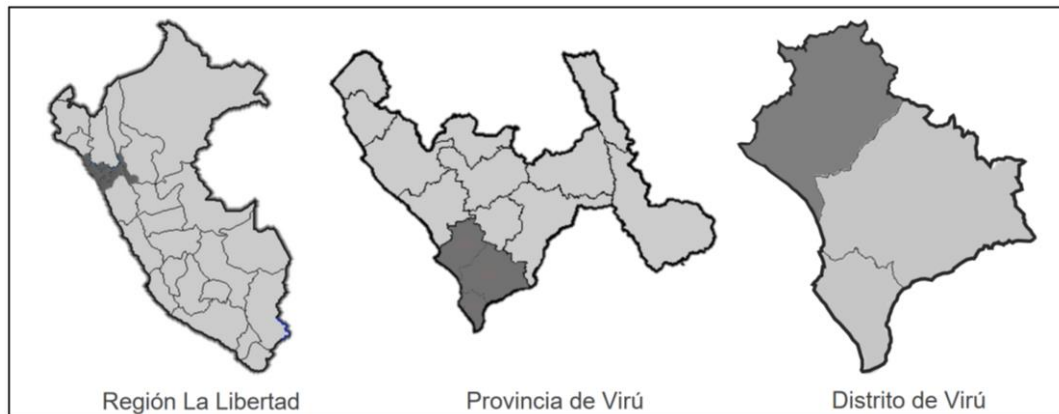 Región La Libertad
Provincia de Virú
Distrito de Virú